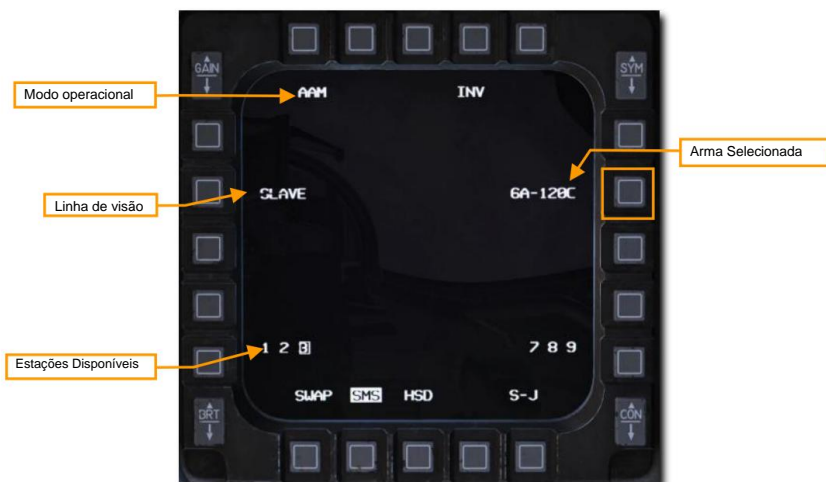 GAIN
SYM
Modo operacional
AAM
INV
Arma Selecionada
Linha de visão
SLAVE
6A-120C
Estações Disponíveis
1 2 3
7 8 9
SWAP SMS HSD S-J
BRT
CON